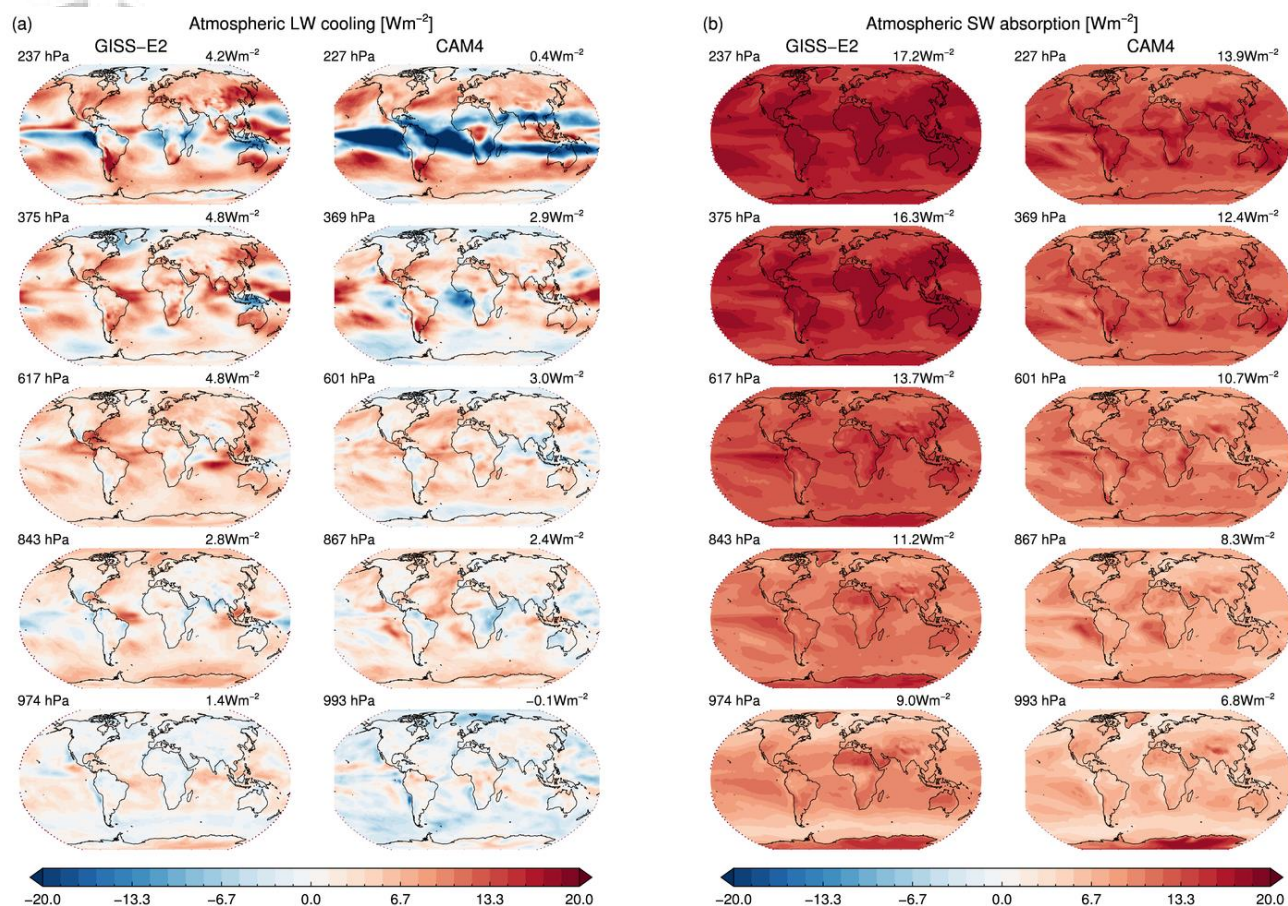 (a) Atmospheric LW cooling [Wm⁻²]
GISS–E2 CAM4
237 hPa 4.2Wm⁻² 227 hPa 0.4Wm⁻²
375 hPa 4.8Wm⁻² 369 hPa 2.9Wm⁻²
617 hPa 4.8Wm⁻² 601 hPa 3.0Wm⁻²
843 hPa 2.8Wm⁻² 867 hPa 2.4Wm⁻²
974 hPa 1.4Wm⁻² 993 hPa −0.1Wm⁻²
−20.0 −13.3 −6.7 0.0 6.7 13.3 20.0
(b) Atmospheric SW absorption [Wm⁻²]
GISS–E2 CAM4
237 hPa 17.2Wm⁻² 227 hPa 13.9Wm⁻²
375 hPa 16.3Wm⁻² 369 hPa 12.4Wm⁻²
617 hPa 13.7Wm⁻² 601 hPa 10.7Wm⁻²
843 hPa 11.2Wm⁻² 867 hPa 8.3Wm⁻²
974 hPa 9.0Wm⁻² 993 hPa 6.8Wm⁻²
−20.0 −13.3 −6.7 0.0 6.7 13.3 20.0